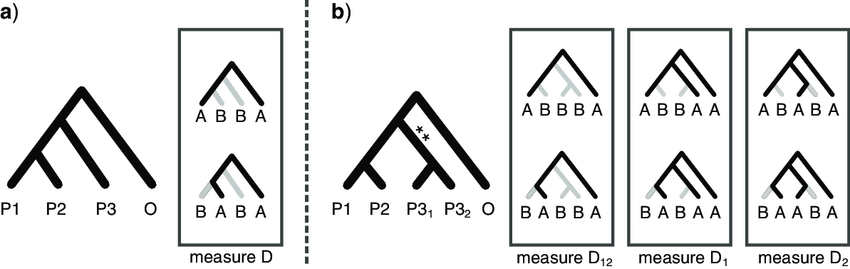 a)
A B B A
B A B A
P1 P2 P3 O
measure D
b)
**
P1 P2 P3₁ P3₂ O
A B B B A
B A B B A
measure D₁₂
A B B A A
B A B A A
measure D₁
A B A B A
B A A B A
measure D₂